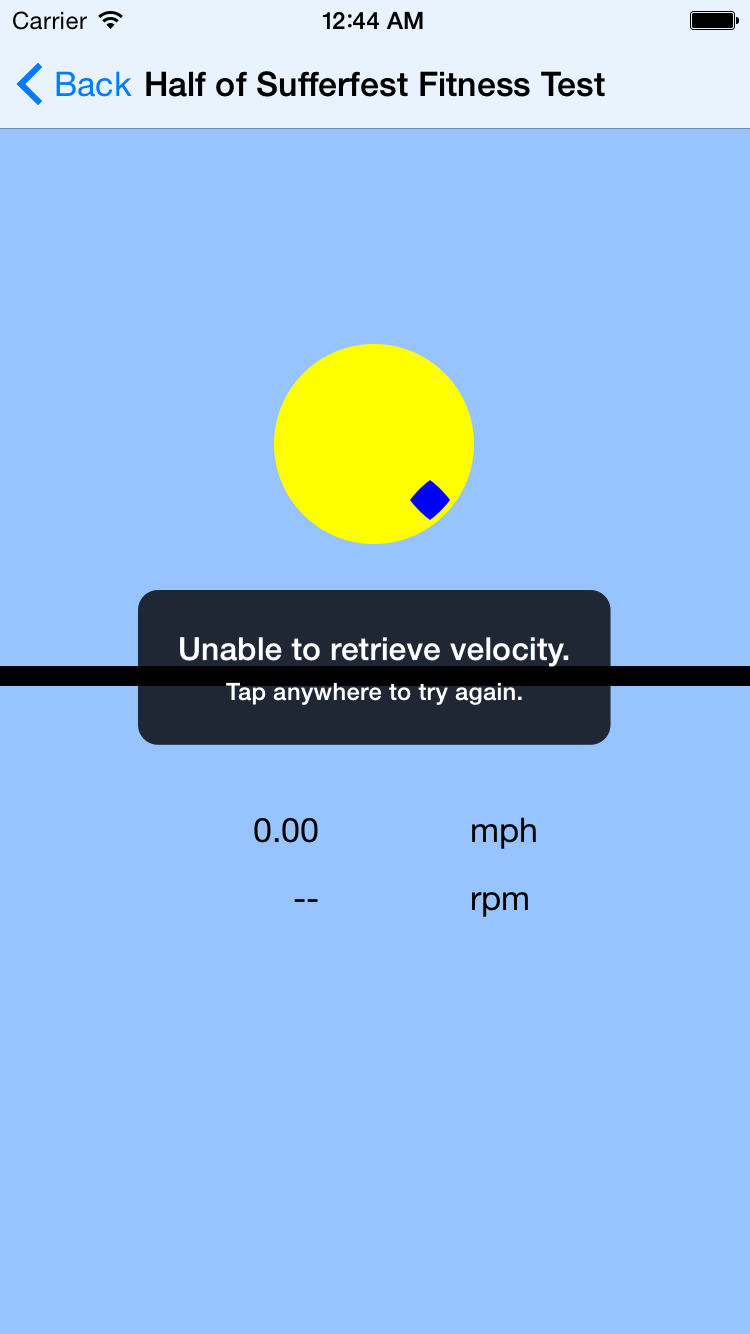 Carrier 12:44 AM
Back Half of Sufferfest Fitness Test
Unable to retrieve velocity.
Tap anywhere to try again.
0.00 mph
-- rpm